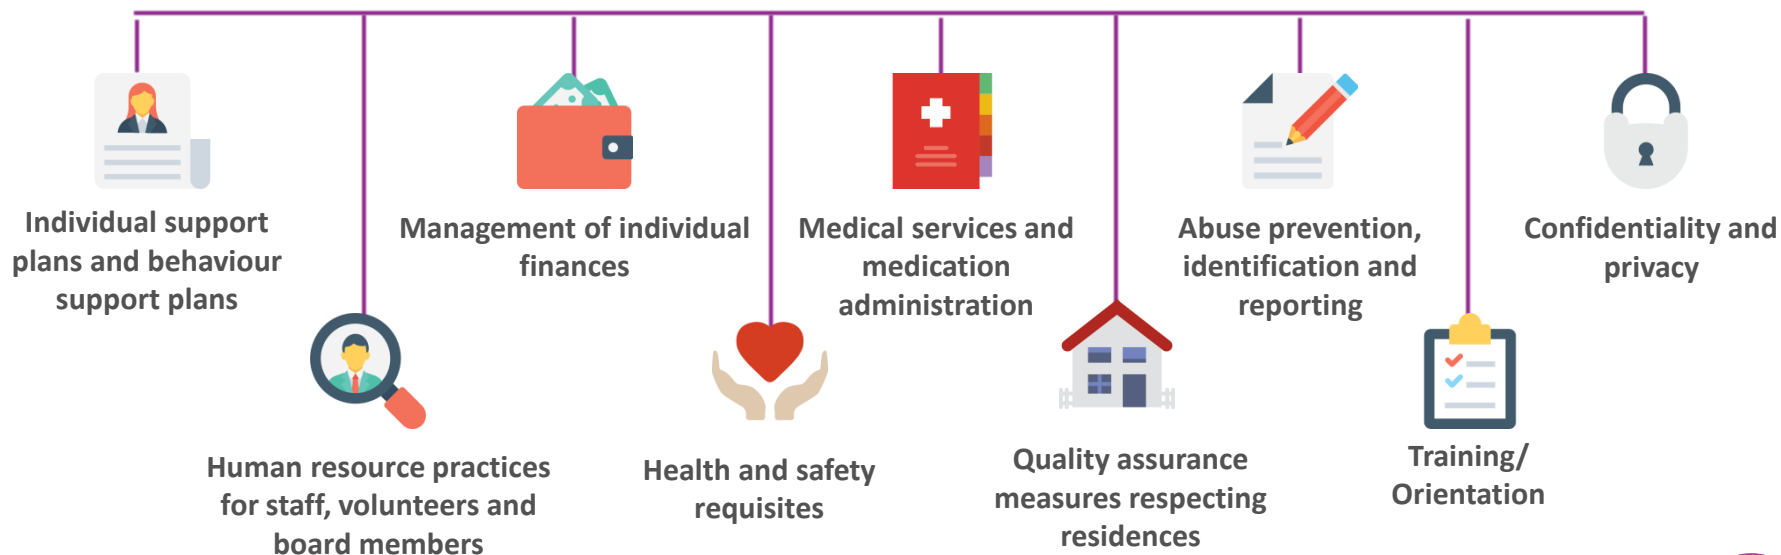 Individual support
plans and behaviour
support plans
Management of individual
finances
Medical services and
medication
administration
Abuse prevention,
identification and
reporting
Confidentiality and
privacy
Human resource practices
for staff, volunteers and
board members
Health and safety
requisites
Quality assurance
measures respecting
residences
Training/
Orientation